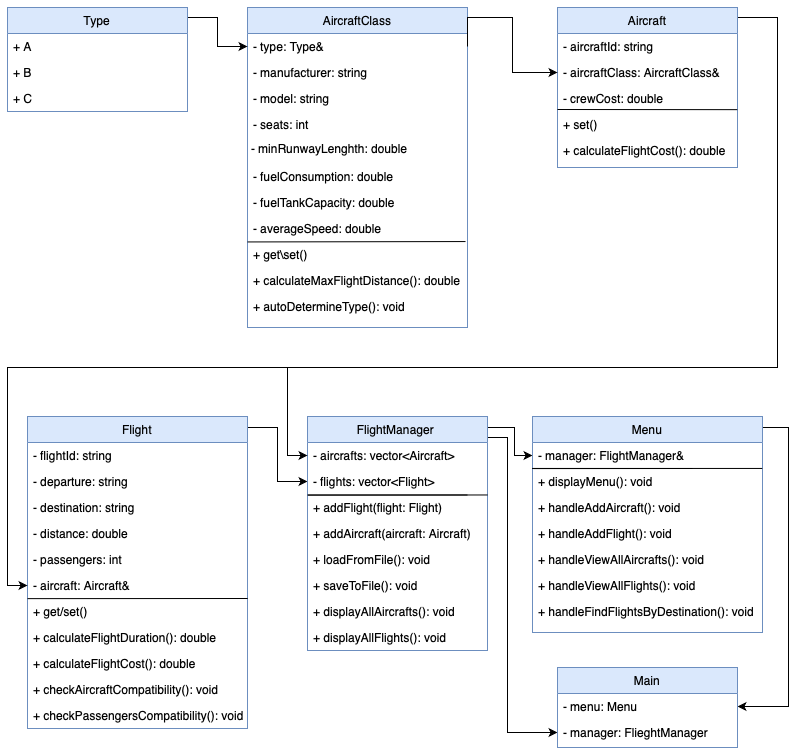 Type
+ A
+ B
+ C
AircraftClass
- type: Type&
- manufacturer: string
- model: string
- seats: int
- minRunwayLenghth: double
- fuelConsumption: double
- fuelTankCapacity: double
- averageSpeed: double
+ get\set()
+ calculateMaxFlightDistance(): double
+ autoDetermineType(): void
Aircraft
- aircraftId: string
- aircraftClass: AircraftClass&
- crewCost: double
+ set()
+ calculateFlightCost(): double
Flight
- flightId: string
- departure: string
- destination: string
- distance: double
- passengers: int
- aircraft: Aircraft&
+ get/set()
+ calculateFlightDuration(): double
+ calculateFlightCost(): double
+ checkAircraftCompatibility(): void
+ checkPassengersCompatibility(): void
FlightManager
- aircrafts: vector<Aircraft>
- flights: vector<Flight>
+ addFlight(flight: Flight)
+ addAircraft(aircraft: Aircraft)
+ loadFromFile(): void
+ saveToFile(): void
+ displayAllAircrafts(): void
+ displayAllFlights(): void
Menu
- manager: FlightManager&
+ displayMenu(): void
+ handleAddAircraft(): void
+ handleAddFlight(): void
+ handleViewAllAircrafts(): void
+ handleViewAllFlights(): void
+ handleFindFlightsByDestination(): void
Main
- menu: Menu
- manager: FlieghtManager